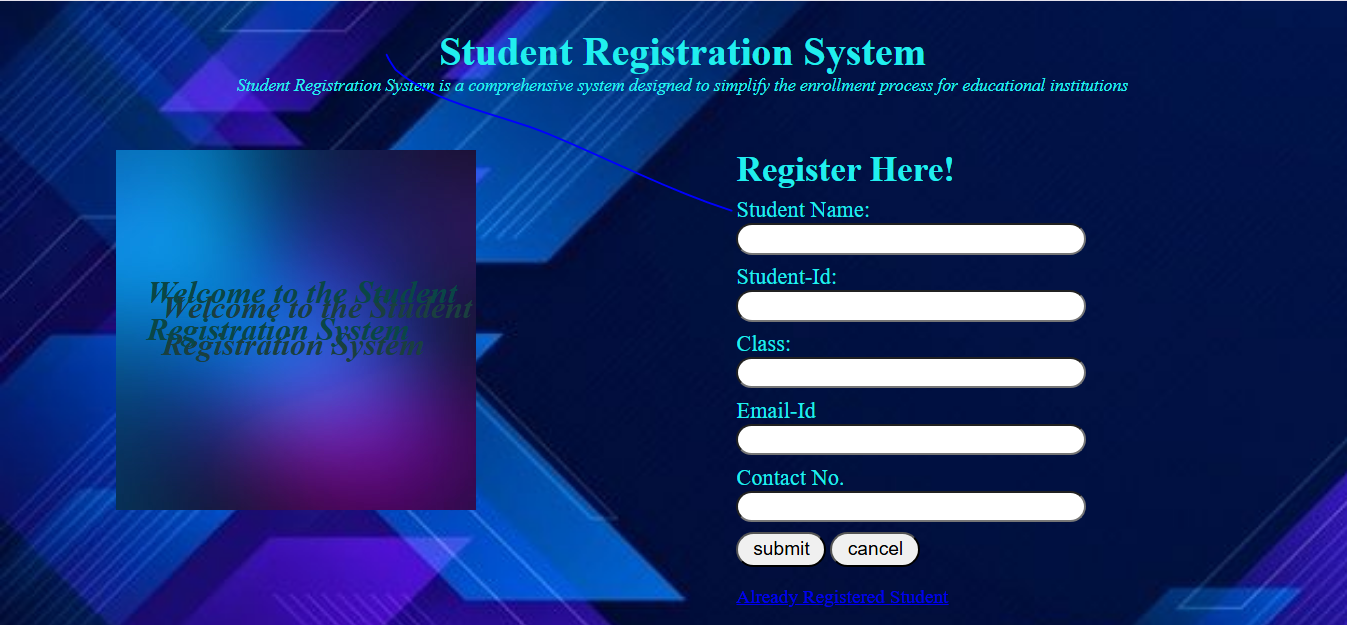 Student Registration System
Student Registration System is a comprehensive system designed to simplify the enrollment process for educational institutions
Welcome to the Student
Registration System
Welcome to the Student
Registration System
Register Here!
Student Name:
Student-Id:
Class:
Email-Id
Contact No.
submit cancel
Already Registered Student